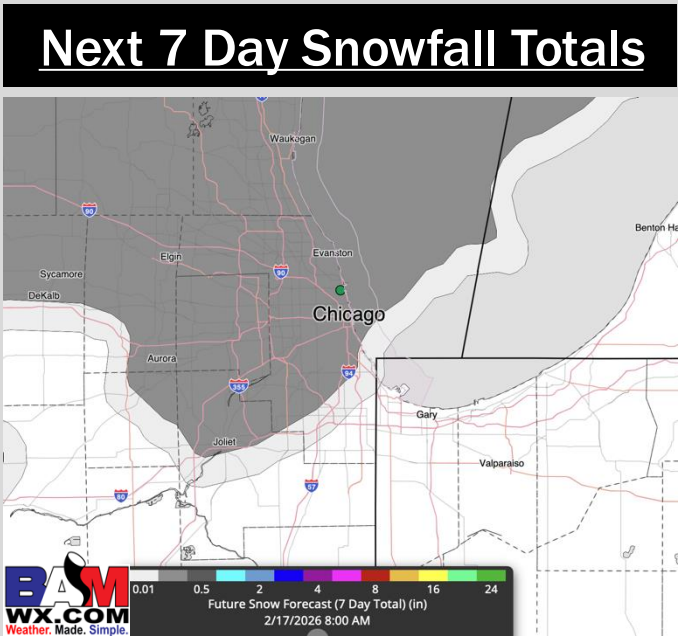 Next 7 Day Snowfall Totals
Waukegan
90
Benton Ha
Elgin
Evanston
90
Sycamore
DeKalb
Chicago
Aurora
94
355
Gary
Joliet
Valparaiso
57
80
BAM
WX.COM
Weather. Made. Simple.
0.01 0.5 2 4 8 16 24
Future Snow Forecast (7 Day Total) (in)
2/17/2026 8:00 AM